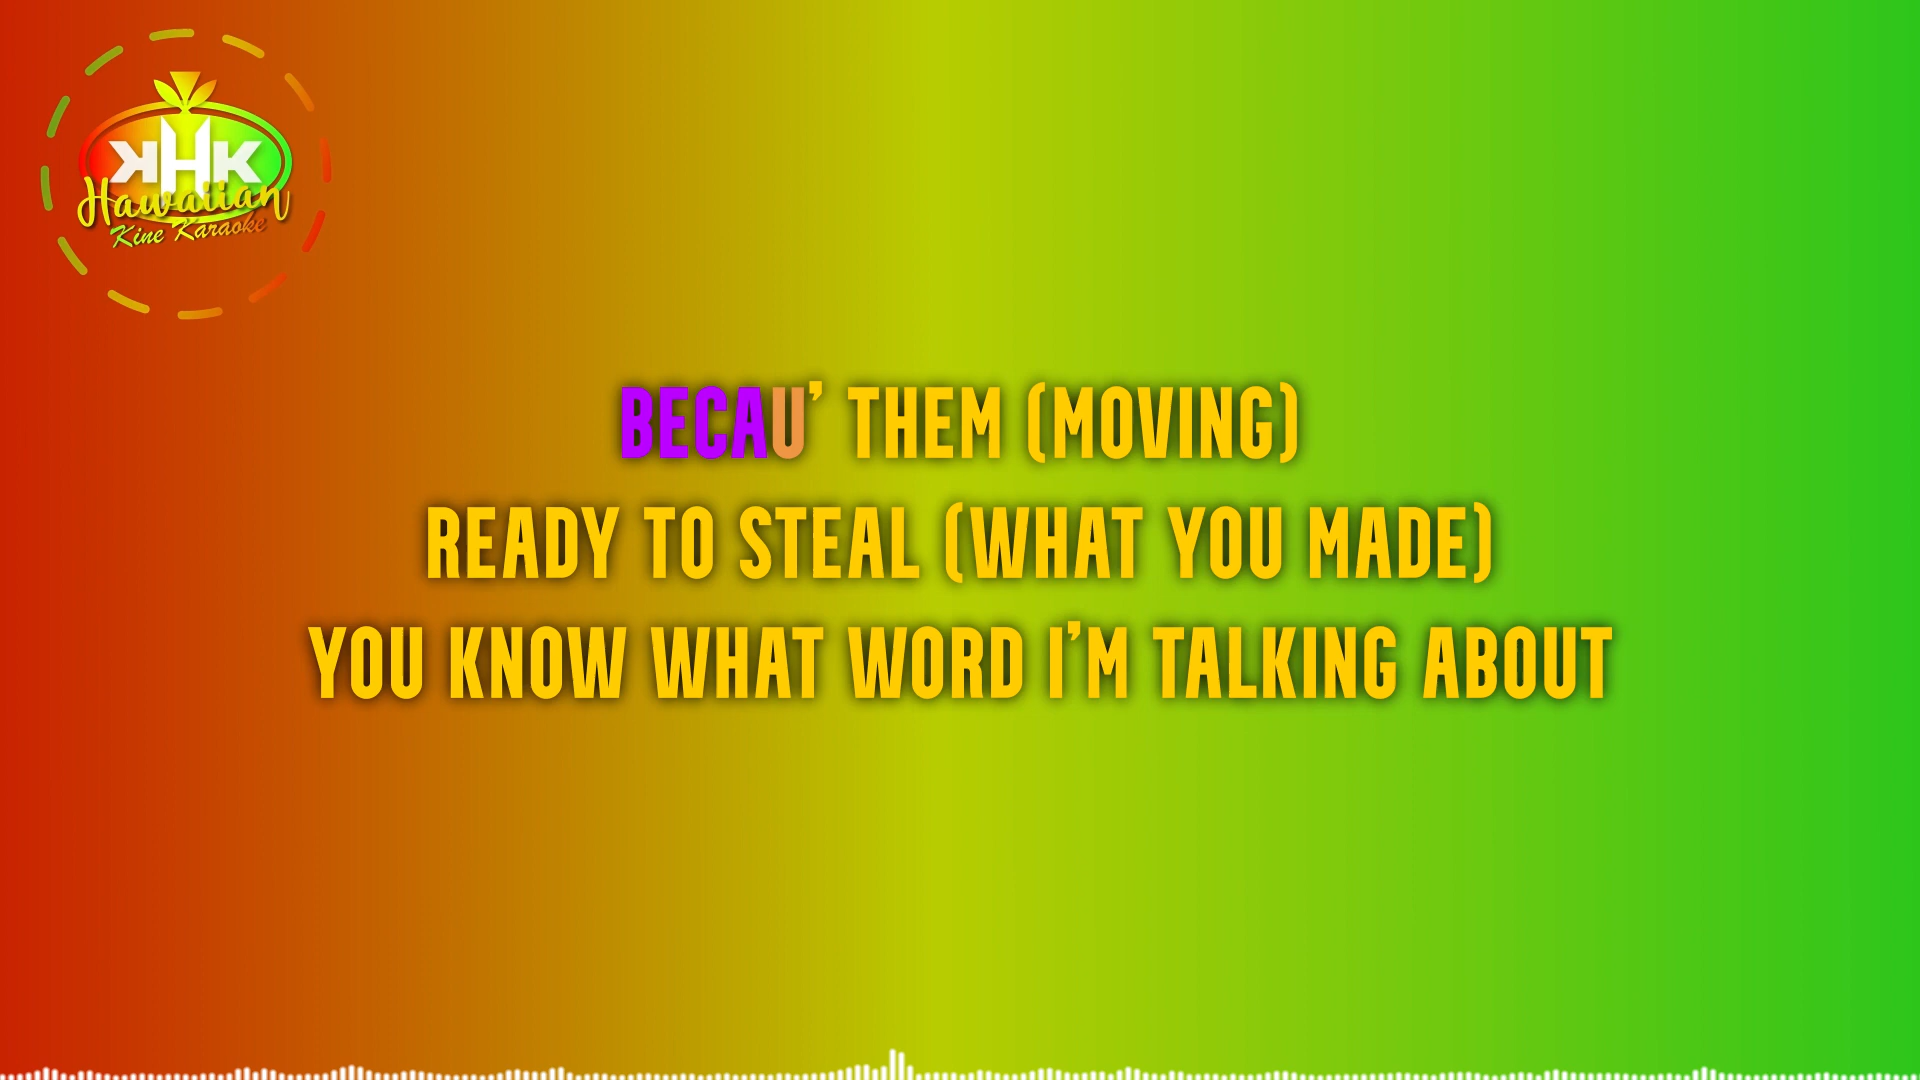 KHK
Hawaiian
Kine Karaoke
BECAU’ THEM (MOVING)
READY TO STEAL (WHAT YOU MADE)
YOU KNOW WHAT WORD I’M TALKING ABOUT